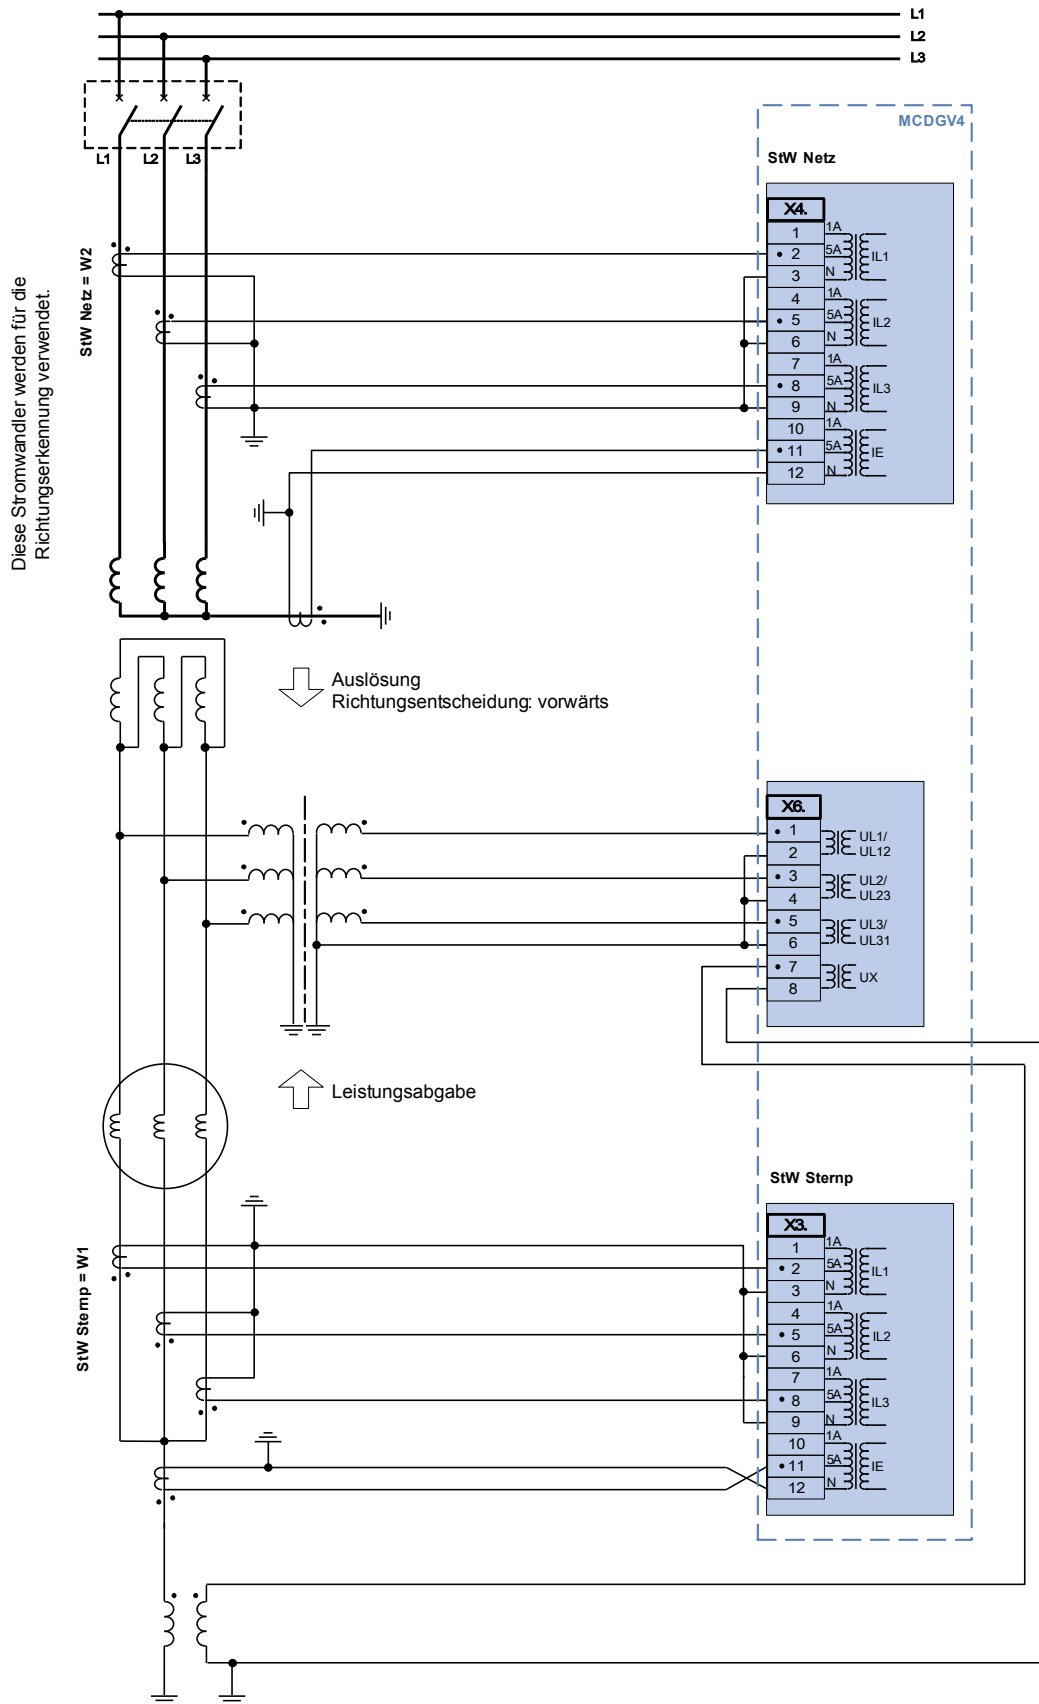 L1
L2
L3
L1
L2
L3
MCDGV4
StW Netz
X4.
1
1A
• 2
5A
IL1
3
N
4
1A
• 5
5A
IL2
6
N
7
1A
• 8
5A
IL3
9
N
10
1A
• 11
5A
IE
12
N
StW Netz = W2
Diese Stromwandler werden für die
Richtungserkennung verwendet.
Auslösung
Richtungsentscheidung: vorwärts
X6.
• 1
UL1/
2
UL12
• 3
UL2/
4
UL23
• 5
UL3/
6
UL31
• 7
UX
8
Leistungsabgabe
StW Sternp
X3.
1
1A
• 2
5A
IL1
3
N
4
1A
• 5
5A
IL2
6
N
7
1A
• 8
5A
IL3
9
N
10
1A
• 11
5A
IE
12
N
StW Sternp = W1